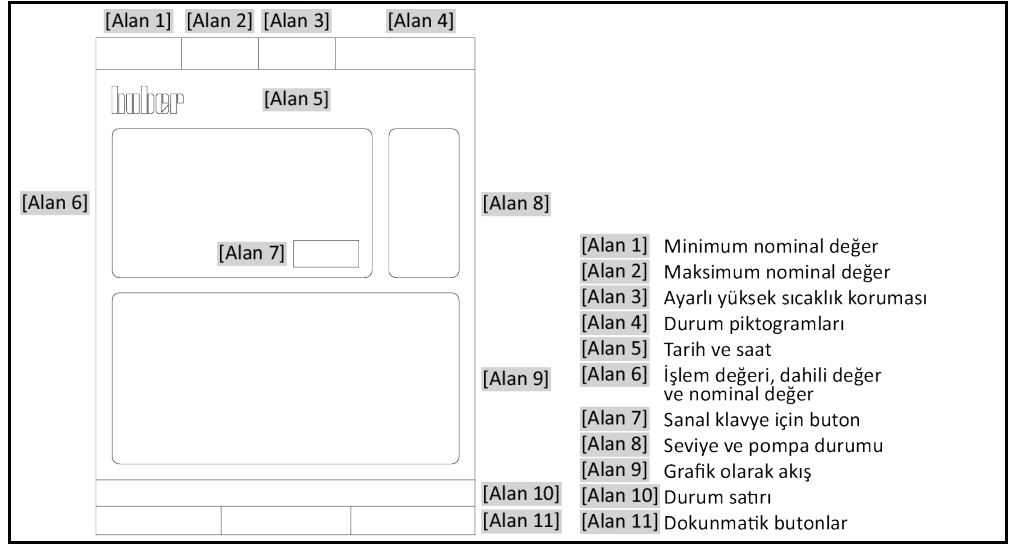 [Alan 1] [Alan 2] [Alan 3] [Alan 4]
huber [Alan 5]
[Alan 6] [Alan 8]
[Alan 7]
[Alan 9]
[Alan 10]
[Alan 11]
[Alan 1] Minimum nominal değer
[Alan 2] Maksimum nominal değer
[Alan 3] Ayarlı yüksek sıcaklık koruması
[Alan 4] Durum piktogramları
[Alan 5] Tarih ve saat
[Alan 6] İşlem değeri, dahili değer
ve nominal değer
[Alan 7] Sanal klavye için buton
[Alan 8] Seviye ve pompa durumu
[Alan 9] Grafik olarak akış
[Alan 10] Durum satırı
[Alan 11] Dokunmatik butonlar